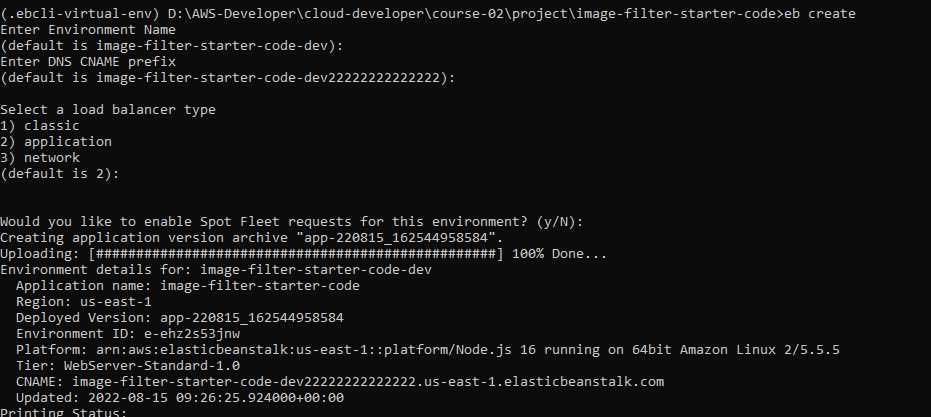 (.ebcli-virtual-env) D:\AWS-Developer\cloud-developer\course-02\project\image-filter-starter-code>eb create
Enter Environment Name
(default is image-filter-starter-code-dev):
Enter DNS CNAME prefix
(default is image-filter-starter-code-dev22222222222222):
Select a load balancer type
1) classic
2) application
3) network
(default is 2):
Would you like to enable Spot Fleet requests for this environment? (y/N):
Creating application version archive "app-220815_162544958584".
Uploading: [##################################################] 100% Done...
Environment details for: image-filter-starter-code-dev
  Application name: image-filter-starter-code
  Region: us-east-1
  Deployed Version: app-220815_162544958584
  Environment ID: e-ehz2s53jnw
  Platform: arn:aws:elasticbeanstalk:us-east-1::platform/Node.js 16 running on 64bit Amazon Linux 2/5.5.5
  Tier: WebServer-Standard-1.0
  CNAME: image-filter-starter-code-dev22222222222222.us-east-1.elasticbeanstalk.com
  Updated: 2022-08-15 09:26:25.924000+00:00
Printing Status: